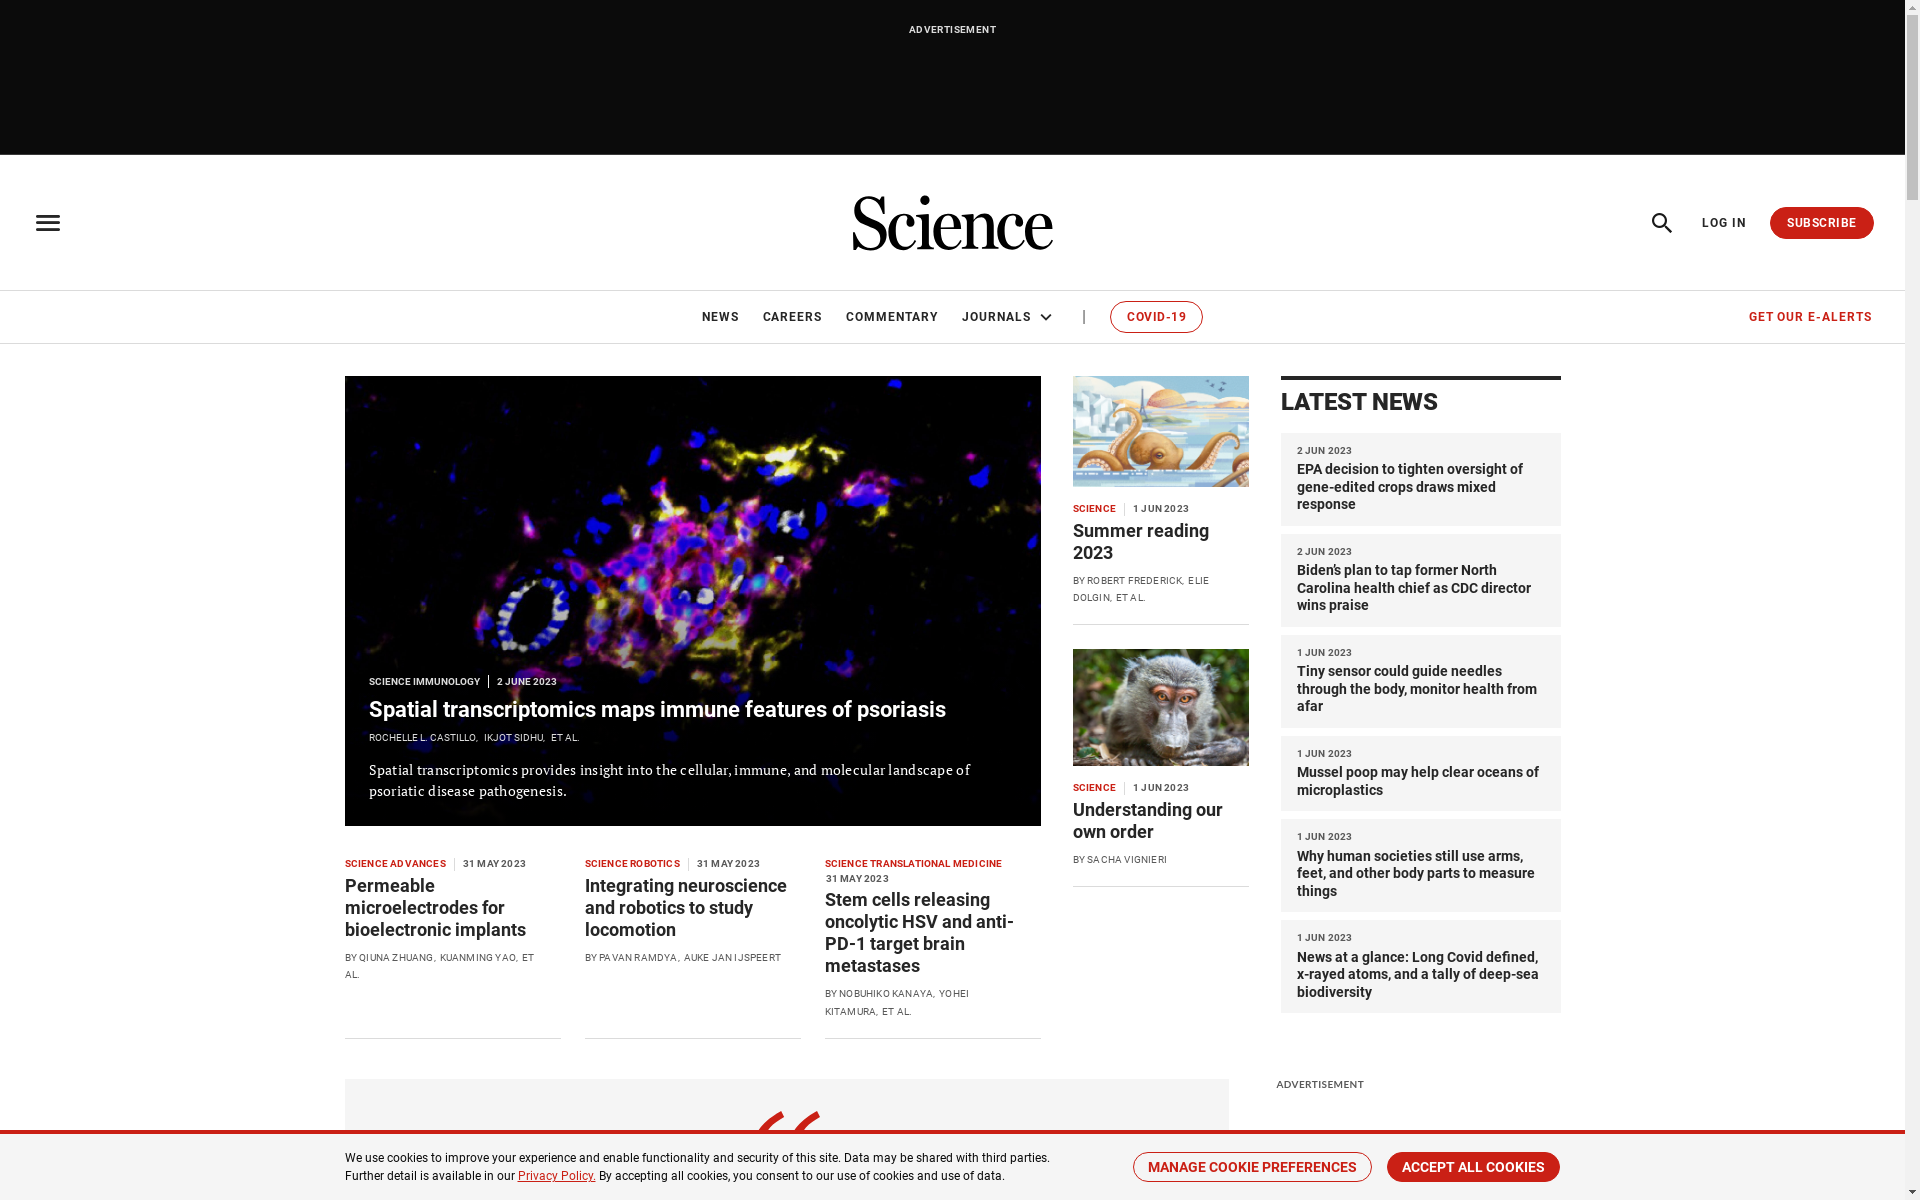 ADVERTISEMENT
Science
LOG IN
SUBSCRIBE
NEWS
CAREERS
COMMENTARY
JOURNALS
COVID-19
GET OUR E-ALERTS
SCIENCE IMMUNOLOGY
2 JUNE 2023
Spatial transcriptomics maps immune features of psoriasis
ROCHELLE L. CASTILLO, IKJOT SIDHU, ET AL.
Spatial transcriptomics provides insight into the cellular, immune, and molecular landscape of
psoriatic disease pathogenesis.
SCIENCE ADVANCES
31 MAY 2023
Permeable
microelectrodes for
bioelectronic implants
BY QIUNA ZHUANG, KUANMING YAO, ET
AL.
SCIENCE ROBOTICS
31 MAY 2023
Integrating neuroscience
and robotics to study
locomotion
BY PAVAN RAMDYA, AUKE JAN IJSPEERT
SCIENCE TRANSLATIONAL MEDICINE
31 MAY 2023
Stem cells releasing
oncolytic HSV and anti-
PD-1 target brain
metastases
BY NOBUHIKO KANAYA, YOHEI
KITAMURA, ET AL.
SCIENCE
1 JUN 2023
Summer reading
2023
BY ROBERT FREDERICK, ELIE
DOLGIN, ET AL.
SCIENCE
1 JUN 2023
Understanding our
own order
BY SACHA VIGNIERI
LATEST NEWS
2 JUN 2023
EPA decision to tighten oversight of
gene-edited crops draws mixed
response
2 JUN 2023
Biden's plan to tap former North
Carolina health chief as CDC director
wins praise
1 JUN 2023
Tiny sensor could guide needles
through the body, monitor health from
afar
1 JUN 2023
Mussel poop may help clear oceans of
microplastics
1 JUN 2023
Why human societies still use arms,
feet, and other body parts to measure
things
1 JUN 2023
News at a glance: Long Covid defined,
x-rayed atoms, and a tally of deep-sea
biodiversity
ADVERTISEMENT
“
We use cookies to improve your experience and enable functionality and security of this site. Data may be shared with third parties.
Further detail is available in our Privacy Policy. By accepting all cookies, you consent to our use of cookies and use of data.
MANAGE COOKIE PREFERENCES
ACCEPT ALL COOKIES